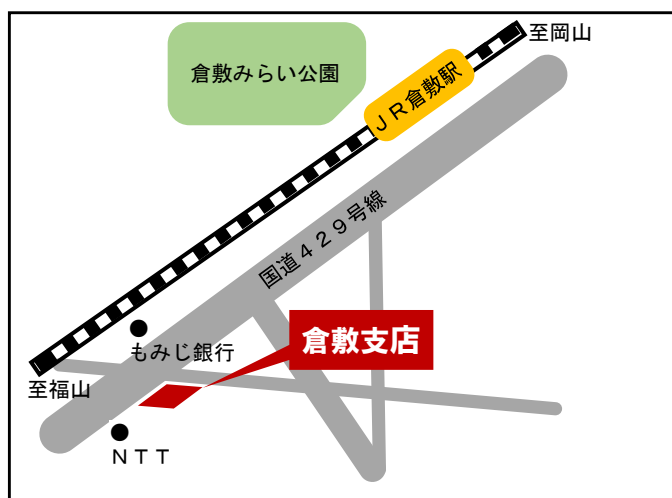 至岡山
倉敷みらい公園
ＪＲ倉敷駅
国道４２９号線
倉敷支店
もみじ銀行
至福山
ＮＴＴ